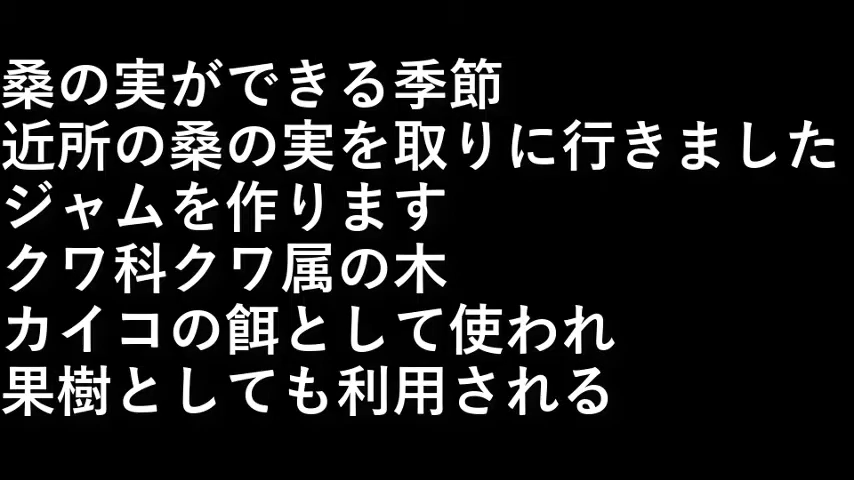 桑の実ができる季節
近所の桑の実を取りに行きました
ジャムを作ります
クワ科クワ属の木
カイコの餌として使われ
果樹としても利用される